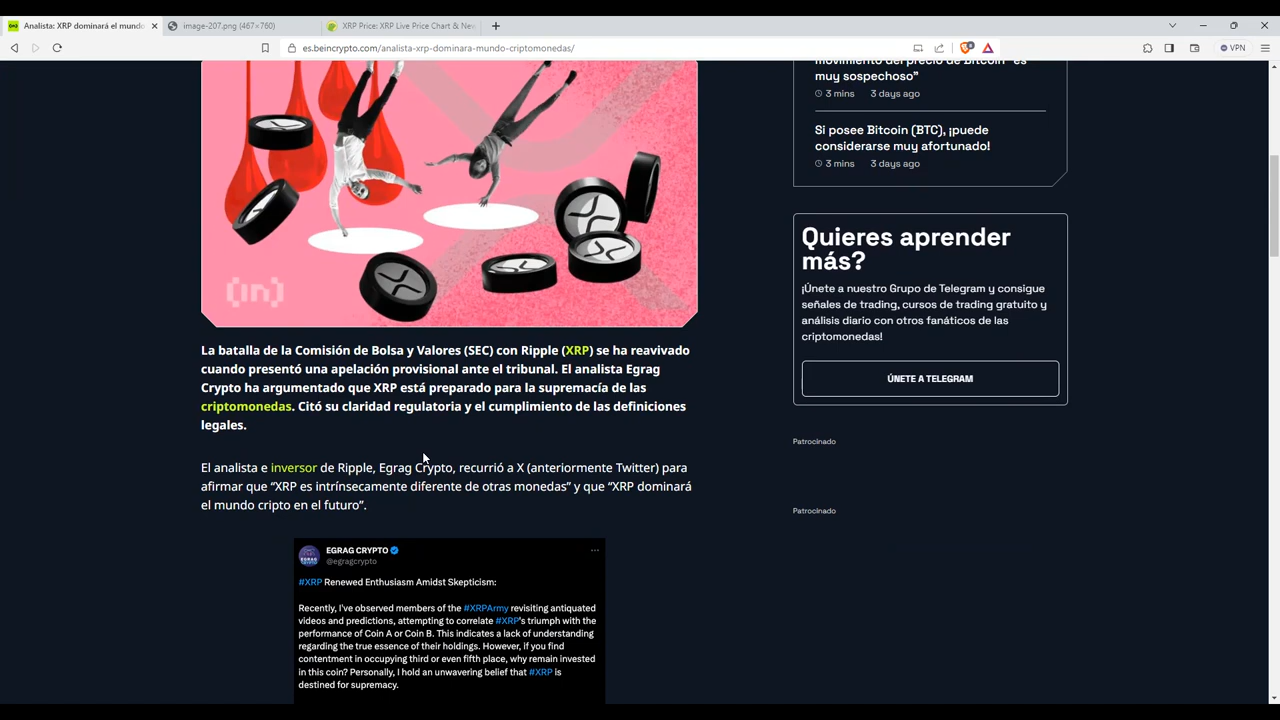 Analista: XRP dominará el mundo
image-207.png (467×760)
XRP Price: XRP Live Price Chart & New
es.beincrypto.com/analista-xrp-dominara-mundo-criptomonedas/
VPN
(in)
La batalla de la Comisión de Bolsa y Valores (SEC) con Ripple (XRP) se ha reavivado
cuando presentó una apelación provisional ante el tribunal. El analista Egrag
Crypto ha argumentado que XRP está preparado para la supremacía de las
criptomonedas. Citó su claridad regulatoria y el cumplimiento de las definiciones
legales.
El analista e inversor de Ripple, Egrag Crypto, recurrió a X (anteriormente Twitter) para
afirmar que “XRP es intrínsecamente diferente de otras monedas” y que “XRP dominará
el mundo cripto en el futuro”.
EGRAG CRYPTO
@egragcrypto
#XRP Renewed Enthusiasm Amidst Skepticism:
Recently, I've observed members of the #XRPArmy revisiting antiquated
videos and predictions, attempting to correlate #XRP's triumph with the
performance of Coin A or Coin B. This indicates a lack of understanding
regarding the true essence of their holdings. However, if you find
contentment in occupying third or even fifth place, why remain invested
in this coin? Personally, I hold an unwavering belief that #XRP is
destined for supremacy.
movimiento del precio de Bitcoin “es
muy sospechoso”
3 mins 3 days ago
Si posee Bitcoin (BTC), ¡puede
considerarse muy afortunado!
3 mins 3 days ago
Quieres aprender
más?
¡Únete a nuestro Grupo de Telegram y consigue
señales de trading, cursos de trading gratuito y
análisis diario con otros fanáticos de las
criptomonedas!
ÚNETE A TELEGRAM
Patrocinado
Patrocinado